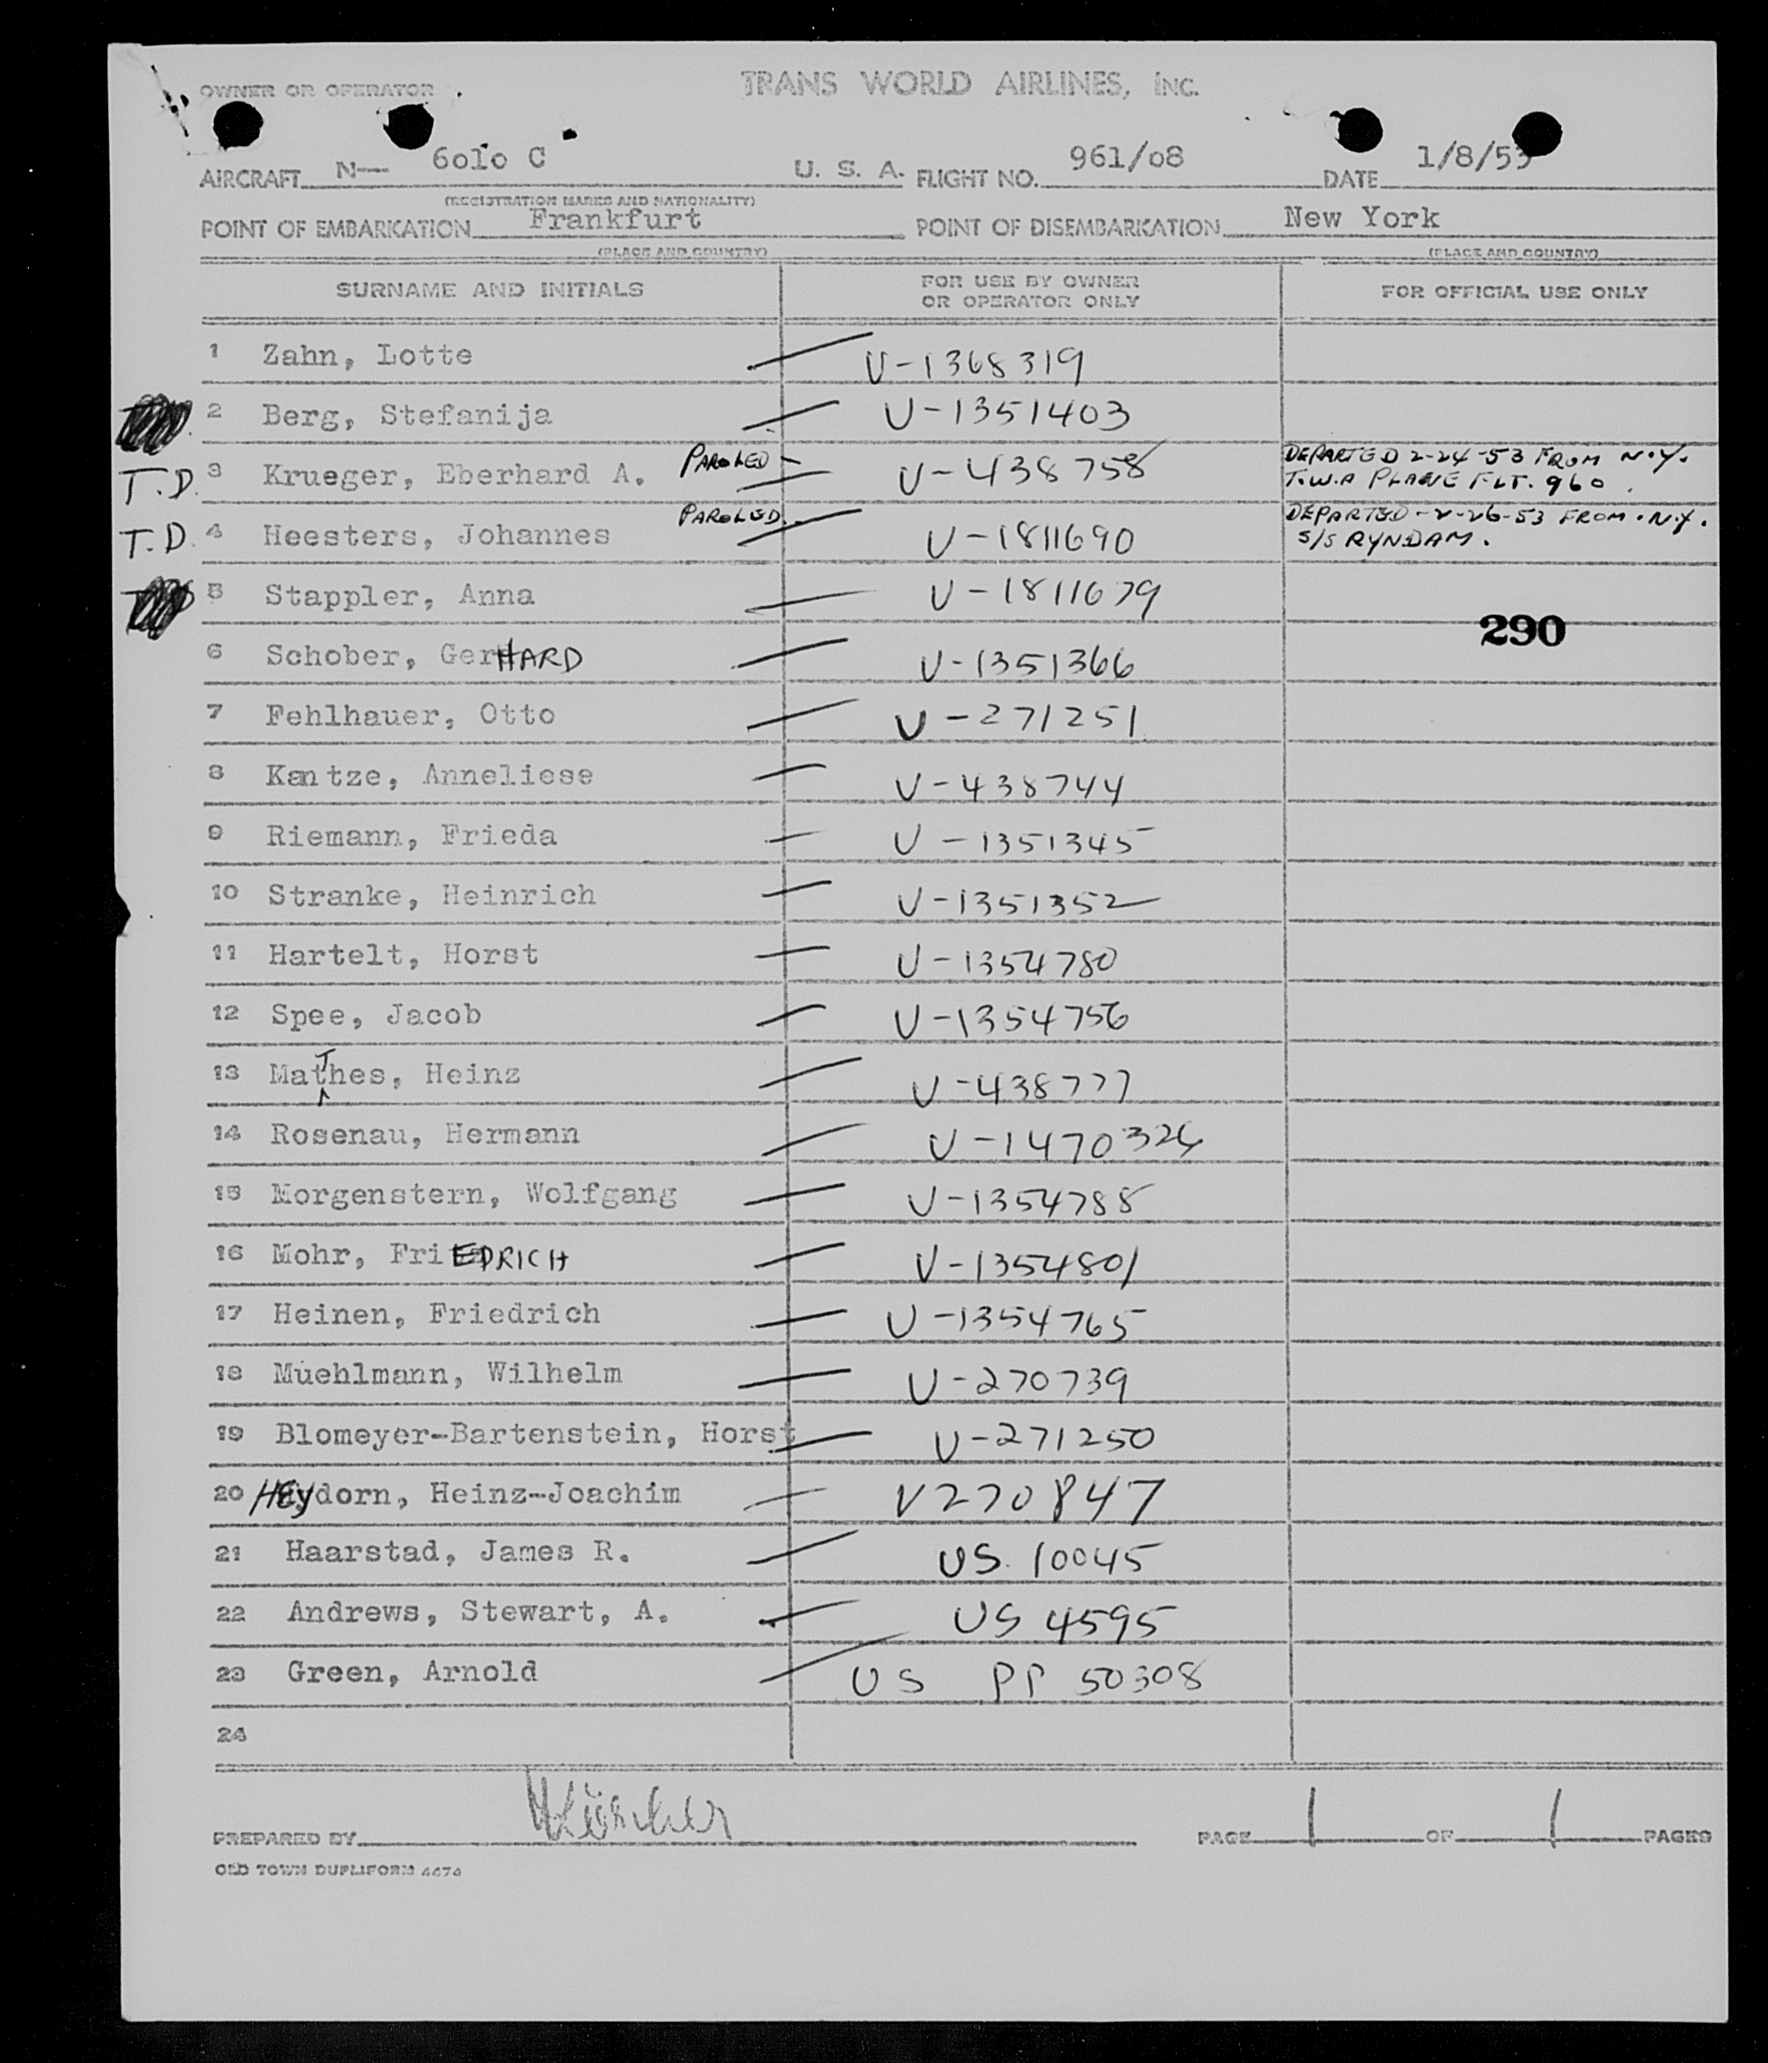 OWNER OR OPERATOR TRANS WORLD AIRLINES, INC.
AIRCRAFT N— 6010 C U. S. A. FLIGHT NO. 961/08 DATE 1/8/53
(REGISTRATION MARKS AND NATIONALITY)
POINT OF EMBARKATION Frankfurt POINT OF DISEMBARKATION New York
(PLACE AND COUNTRY) (PLACE AND COUNTRY)
SURNAME AND INITIALS FOR USE BY OWNER OR OPERATOR ONLY FOR OFFICIAL USE ONLY
1 Zahn, Lotte U-1368319
2 Berg, Stefanija U-1351403
T.D. 3 Krueger, Eberhard A. PAROLED U-438758 DEPARTED 2-24-53 FROM N.Y.
T.W.A PLANE FLT. 960.
T.D. 4 Heesters, Johannes PAROLED U-1811690 DEPARTED-2-26-53 FROM.N.Y.
S/S RYNDAM.
5 Stappler, Anna U-1811679
290
6 Schober, GerHARD U-1351366
7 Fehlhauer, Otto U-271251
8 Kantze, Anneliese U-438744
9 Riemann, Frieda U-1351345
10 Stranke, Heinrich U-1351352
11 Hartelt, Horst U-1354780
12 Spee, Jacob U-1354756
13 MaTthes, Heinz U-438777
14 Rosenau, Hermann U-1470326
15 Morgenstern, Wolfgang U-1354788
16 Mohr, FriEDRICH U-1354801
17 Heinen, Friedrich U-1354765
18 Muehlmann, Wilhelm U-270739
19 Blomeyer-Bartenstein, Horst U-271250
20 HEydorn, Heinz-Joachim V270847
21 Haarstad, James R. US. 10045
22 Andrews, Stewart, A. US 4595
23 Green, Arnold US PP 50308
24
PREPARED BY PAGE 1 OF 1 PAGES
OLD TOWN DUPLIFORM 4474